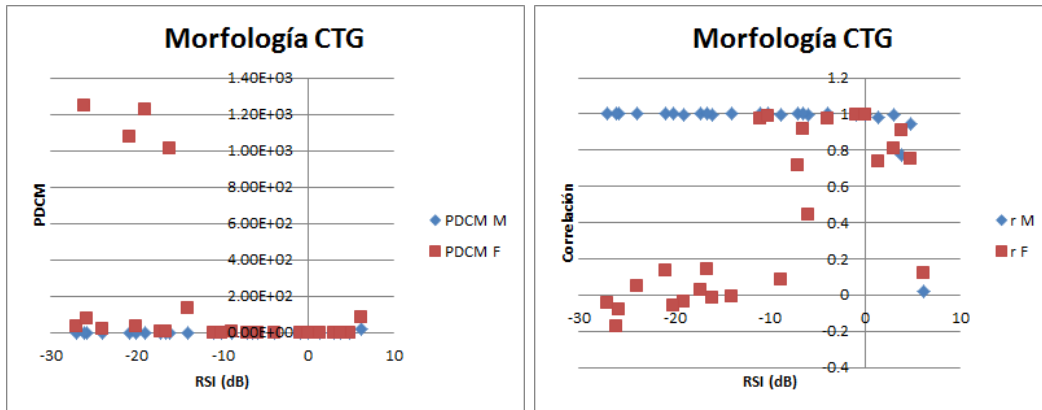 Morfología CTG
1.40E+03
1.20E+03
1.00E+03
8.00E+02
6.00E+02
4.00E+02
2.00E+02
0.00E+00
-30
-20
-10
0
10
PDCM
RSI (dB)
PDCM M
PDCM F
Morfología CTG
1.2
1
0.8
0.6
0.4
0.2
0
-0.2
-0.4
-30
-20
-10
0
10
Correlación
RSI (dB)
r M
r F